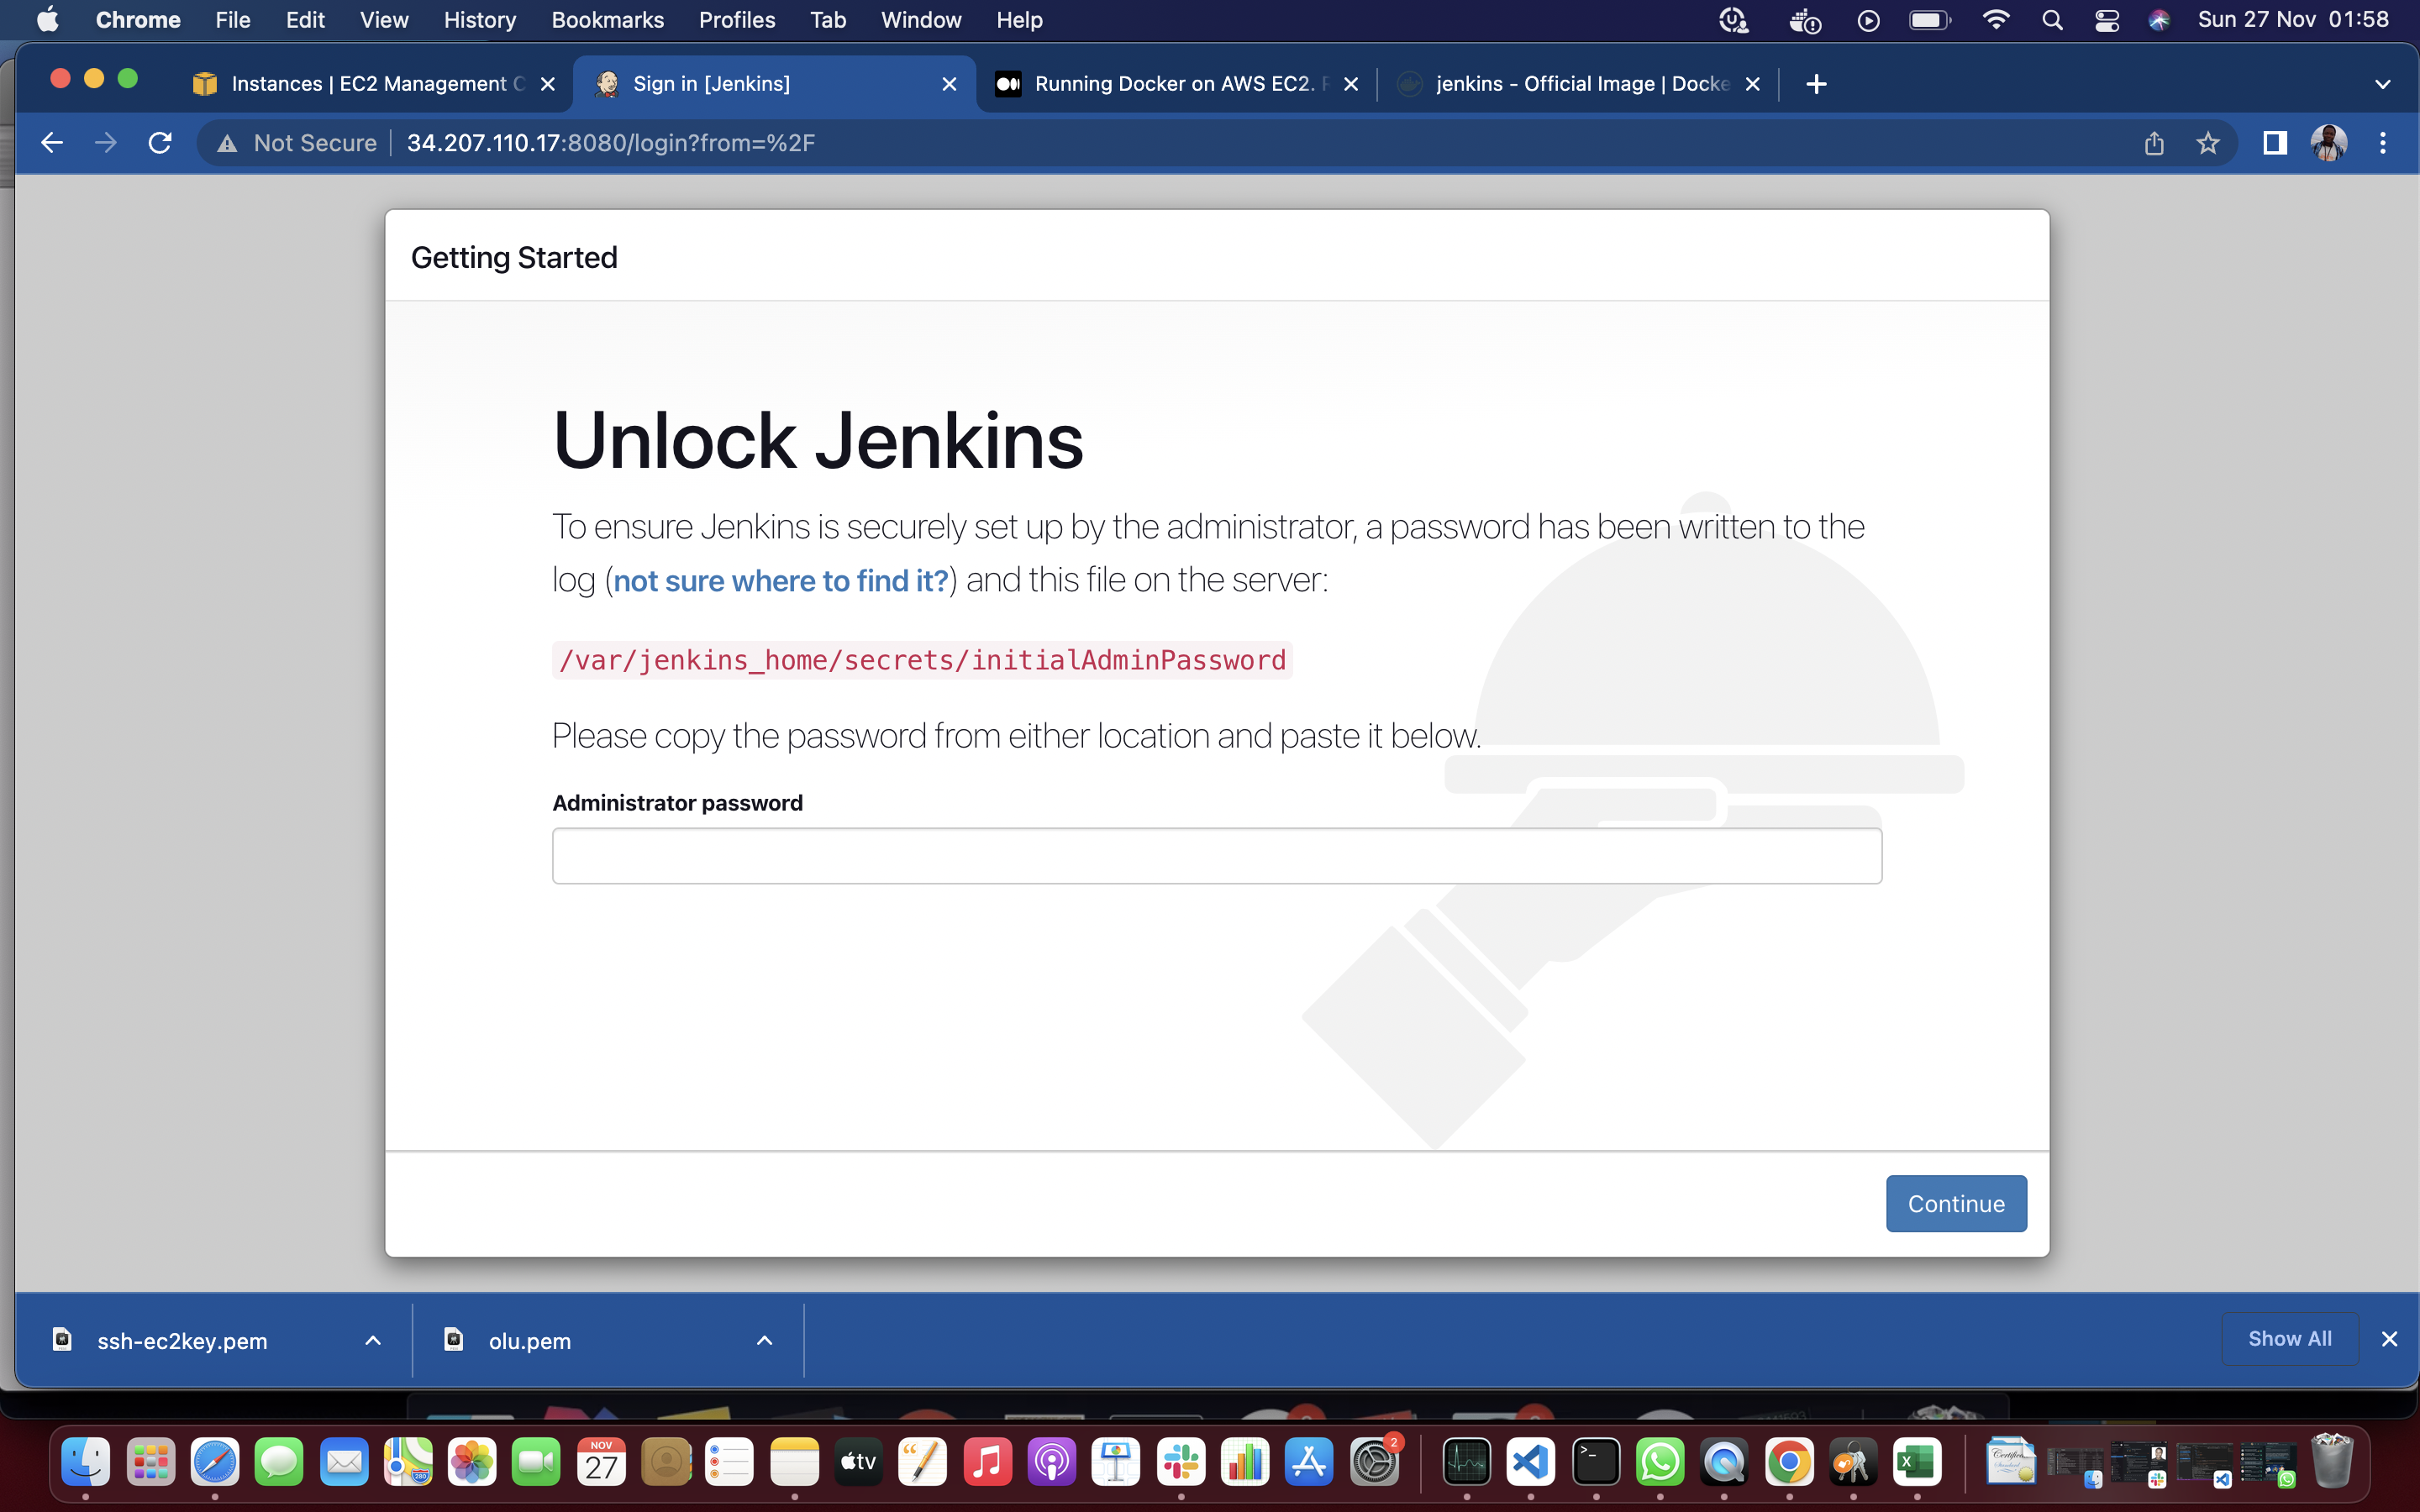 Chrome File Edit View History Bookmarks Profiles Tab Window Help Sun 27 Nov 01:58
Instances | EC2 Management C Sign in [Jenkins] Running Docker on AWS EC2. jenkins - Official Image | Docke
Not Secure 34.207.110.17:8080/login?from=%2F
Getting Started
Unlock Jenkins
To ensure Jenkins is securely set up by the administrator, a password has been written to the
log (not sure where to find it?) and this file on the server:
/var/jenkins_home/secrets/initialAdminPassword
Please copy the password from either location and paste it below.
Administrator password
Continue
ssh-ec2key.pem olu.pem Show All
NOV
27
tv
2
280